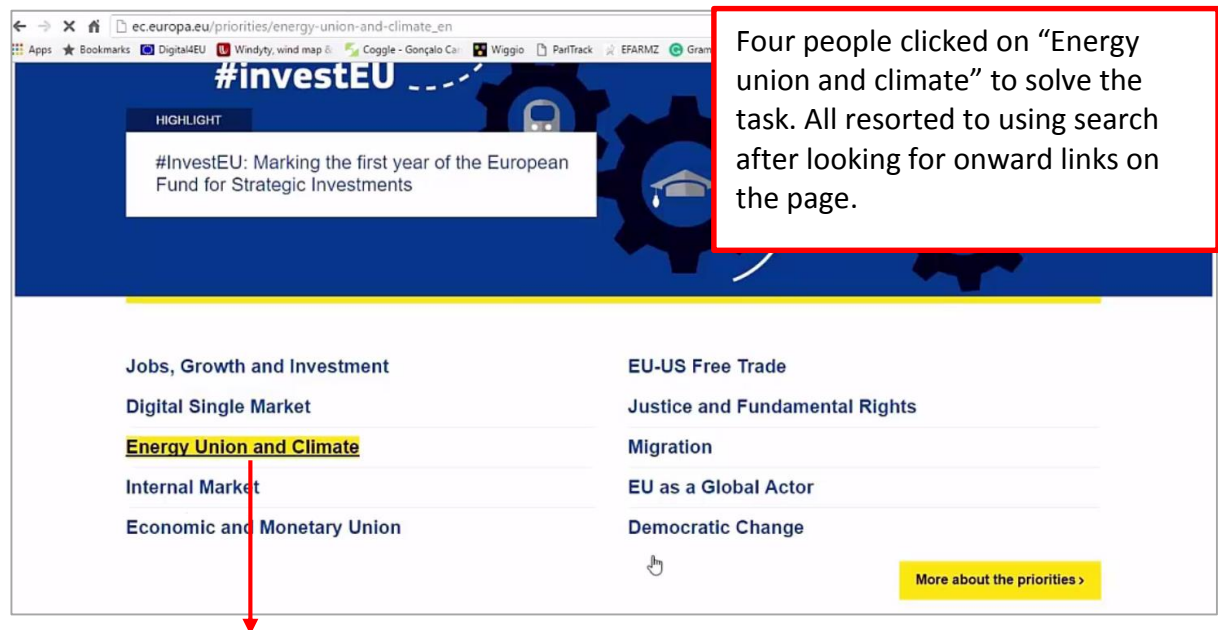 ec.europa.eu/priorities/energy-union-and-climate_en
Apps Bookmarks Digital4EU Windyty, wind map & Coggle - Gonçalo Ca Wiggio ParlTrack EFARMZ Gram
#investEU
HIGHLIGHT
#InvestEU: Marking the first year of the European
Fund for Strategic Investments
Four people clicked on “Energy
union and climate” to solve the
task. All resorted to using search
after looking for onward links on
the page.
Jobs, Growth and Investment
Digital Single Market
Energy Union and Climate
Internal Market
Economic and Monetary Union
EU-US Free Trade
Justice and Fundamental Rights
Migration
EU as a Global Actor
Democratic Change
More about the priorities ›